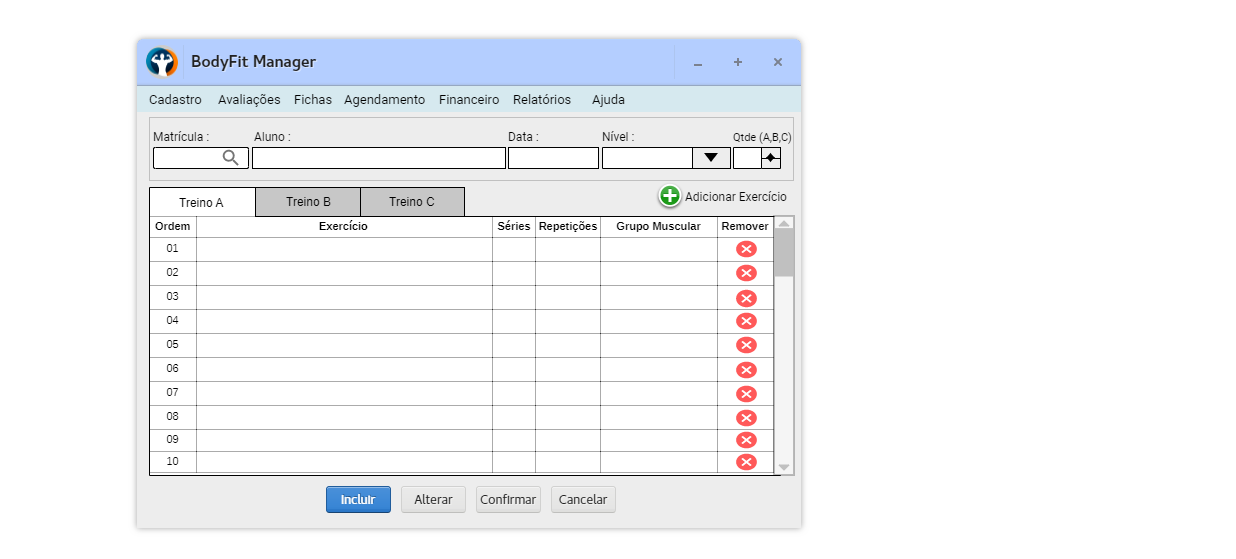 BodyFit Manager
Cadastro Avaliações Fichas Agendamento Financeiro Relatórios Ajuda
Matrícula : Aluno : Data : Nível : Qtde (A,B,C)
Treino A Treino B Treino C Adicionar Exercício
Ordem Exercício Séries Repetições Grupo Muscular Remover
01
02
03
04
05
06
07
08
09
10
Incluir Alterar Confirmar Cancelar